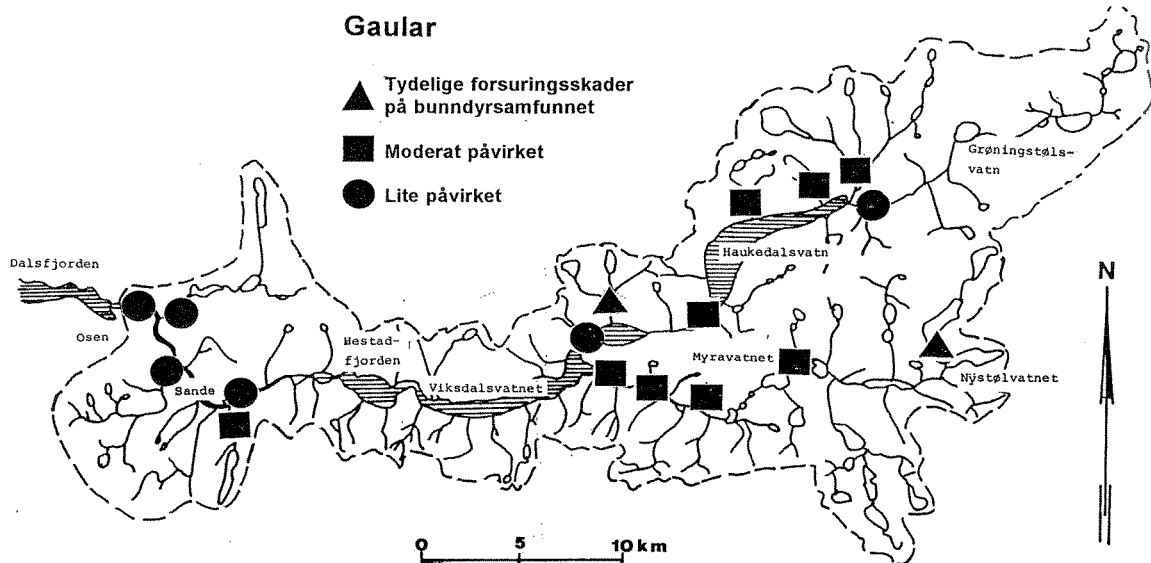 Gaular
Tydelige forsuringsskader
på bunndyrsamfunnet
Moderat påvirket
Lite påvirket
Grøningstøls-
vatn
Haukedalsvatn
N
Dalsfjorden
Osen
Hestad-
fjorden
Sande
Viksdalsvatnet
Myravatnet
Nystølvatnet
0 5 10 km